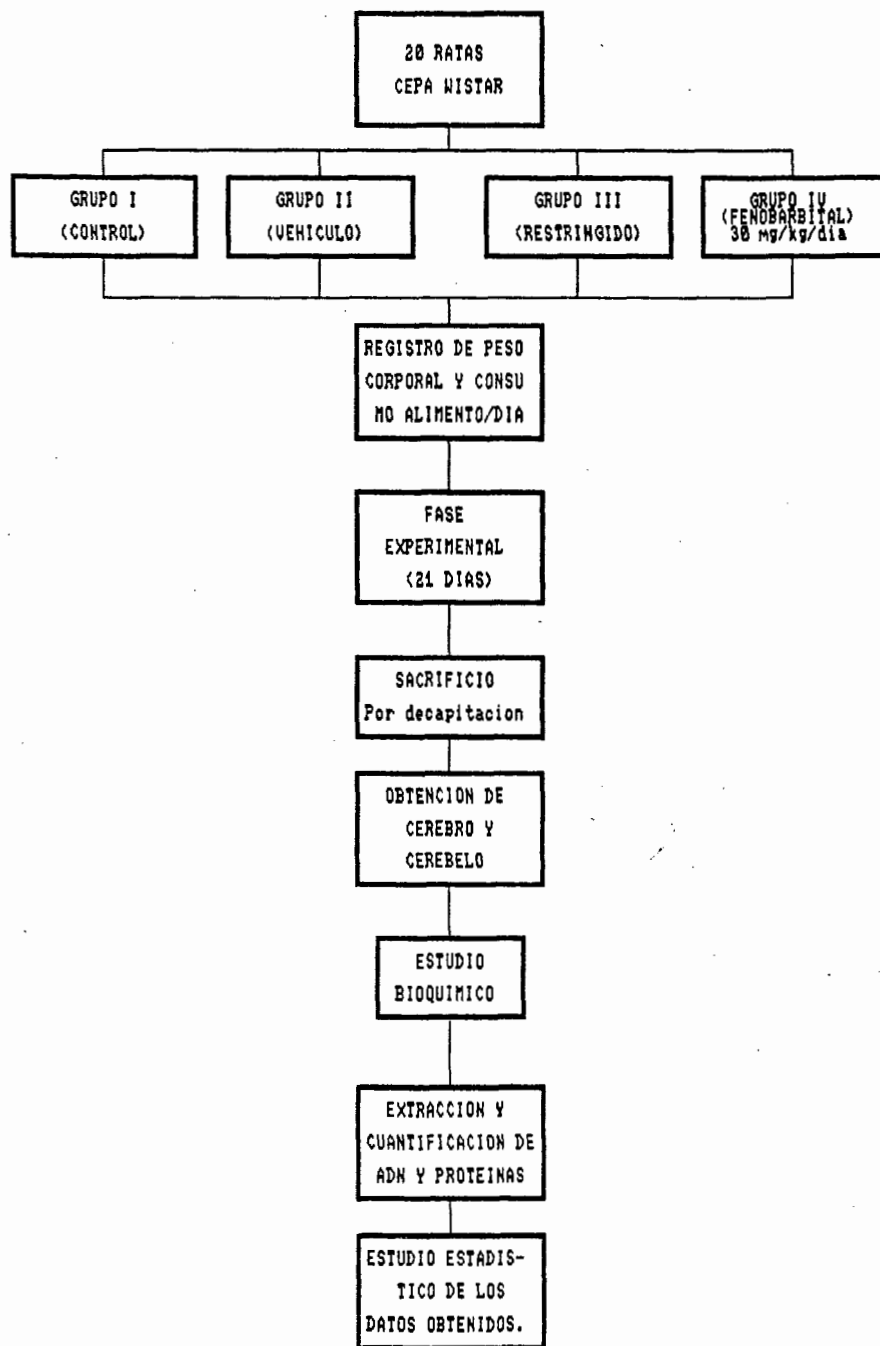 20 RATAS
CEPA WISTAR
GRUPO I
(CONTROL)
GRUPO II
(VEHICULO)
GRUPO III
(RESTRINGIDO)
GRUPO IV
(FENOBARBITAL)
30 mg/kg/dia
REGISTRO DE PESO
CORPORAL Y CONSU
MO ALIMENTO/DIA
FASE
EXPERIMENTAL
(21 DIAS)
SACRIFICIO
Por decapitacion
OBTENCION DE
CEREBRO Y
CEREBELO
ESTUDIO
BIOQUIMICO
EXTRACCION Y
CUANTIFICACION DE
ADN Y PROTEINAS
ESTUDIO ESTADIS-
TICO DE LOS
DATOS OBTENIDOS.